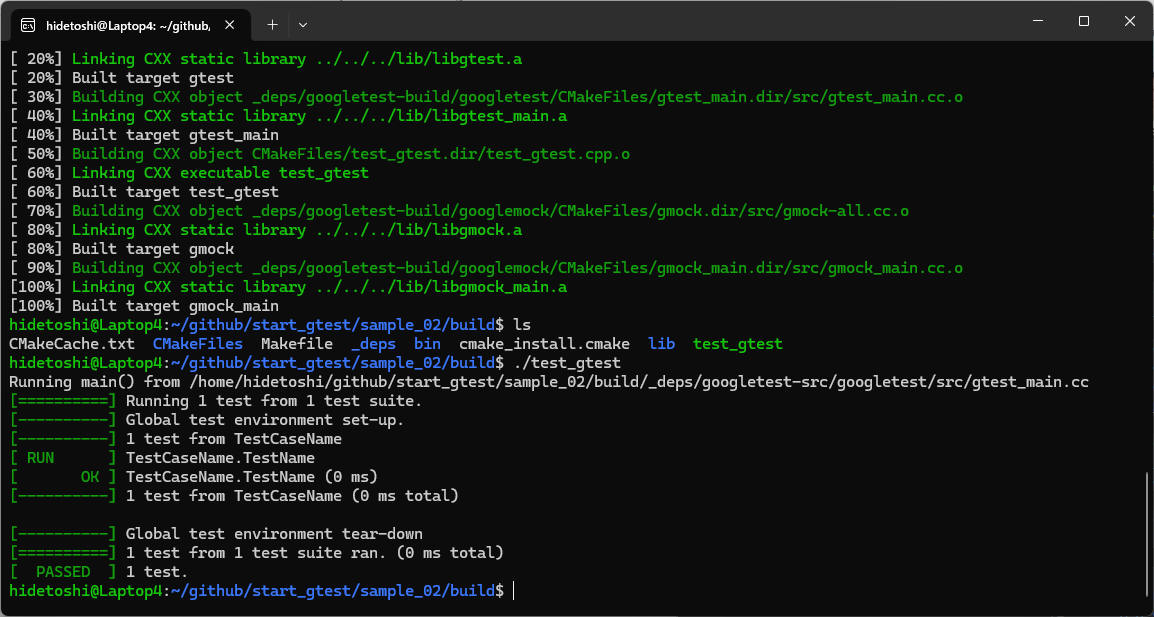 hidetoshi@Laptop4: ~/github,
[ 20%] Linking CXX static library ../../../lib/libgtest.a
[ 20%] Built target gtest
[ 30%] Building CXX object _deps/googletest-build/googletest/CMakeFiles/gtest_main.dir/src/gtest_main.cc.o
[ 40%] Linking CXX static library ../../../lib/libgtest_main.a
[ 40%] Built target gtest_main
[ 50%] Building CXX object CMakeFiles/test_gtest.dir/test_gtest.cpp.o
[ 60%] Linking CXX executable test_gtest
[ 60%] Built target test_gtest
[ 70%] Building CXX object _deps/googletest-build/googlemock/CMakeFiles/gmock.dir/src/gmock-all.cc.o
[ 80%] Linking CXX static library ../../../lib/libgmock.a
[ 80%] Built target gmock
[ 90%] Building CXX object _deps/googletest-build/googlemock/CMakeFiles/gmock_main.dir/src/gmock_main.cc.o
[100%] Linking CXX static library ../../../lib/libgmock_main.a
[100%] Built target gmock_main
hidetoshi@Laptop4:~/github/start_gtest/sample_02/build$ ls
CMakeCache.txt  CMakeFiles  Makefile  _deps  bin  cmake_install.cmake  lib  test_gtest
hidetoshi@Laptop4:~/github/start_gtest/sample_02/build$ ./test_gtest
Running main() from /home/hidetoshi/github/start_gtest/sample_02/build/_deps/googletest-src/googletest/src/gtest_main.cc
[==========] Running 1 test from 1 test suite.
[----------] Global test environment set-up.
[----------] 1 test from TestCaseName
[ RUN      ] TestCaseName.TestName
[       OK ] TestCaseName.TestName (0 ms)
[----------] 1 test from TestCaseName (0 ms total)
[----------] Global test environment tear-down
[==========] 1 test from 1 test suite ran. (0 ms total)
[  PASSED  ] 1 test.
hidetoshi@Laptop4:~/github/start_gtest/sample_02/build$